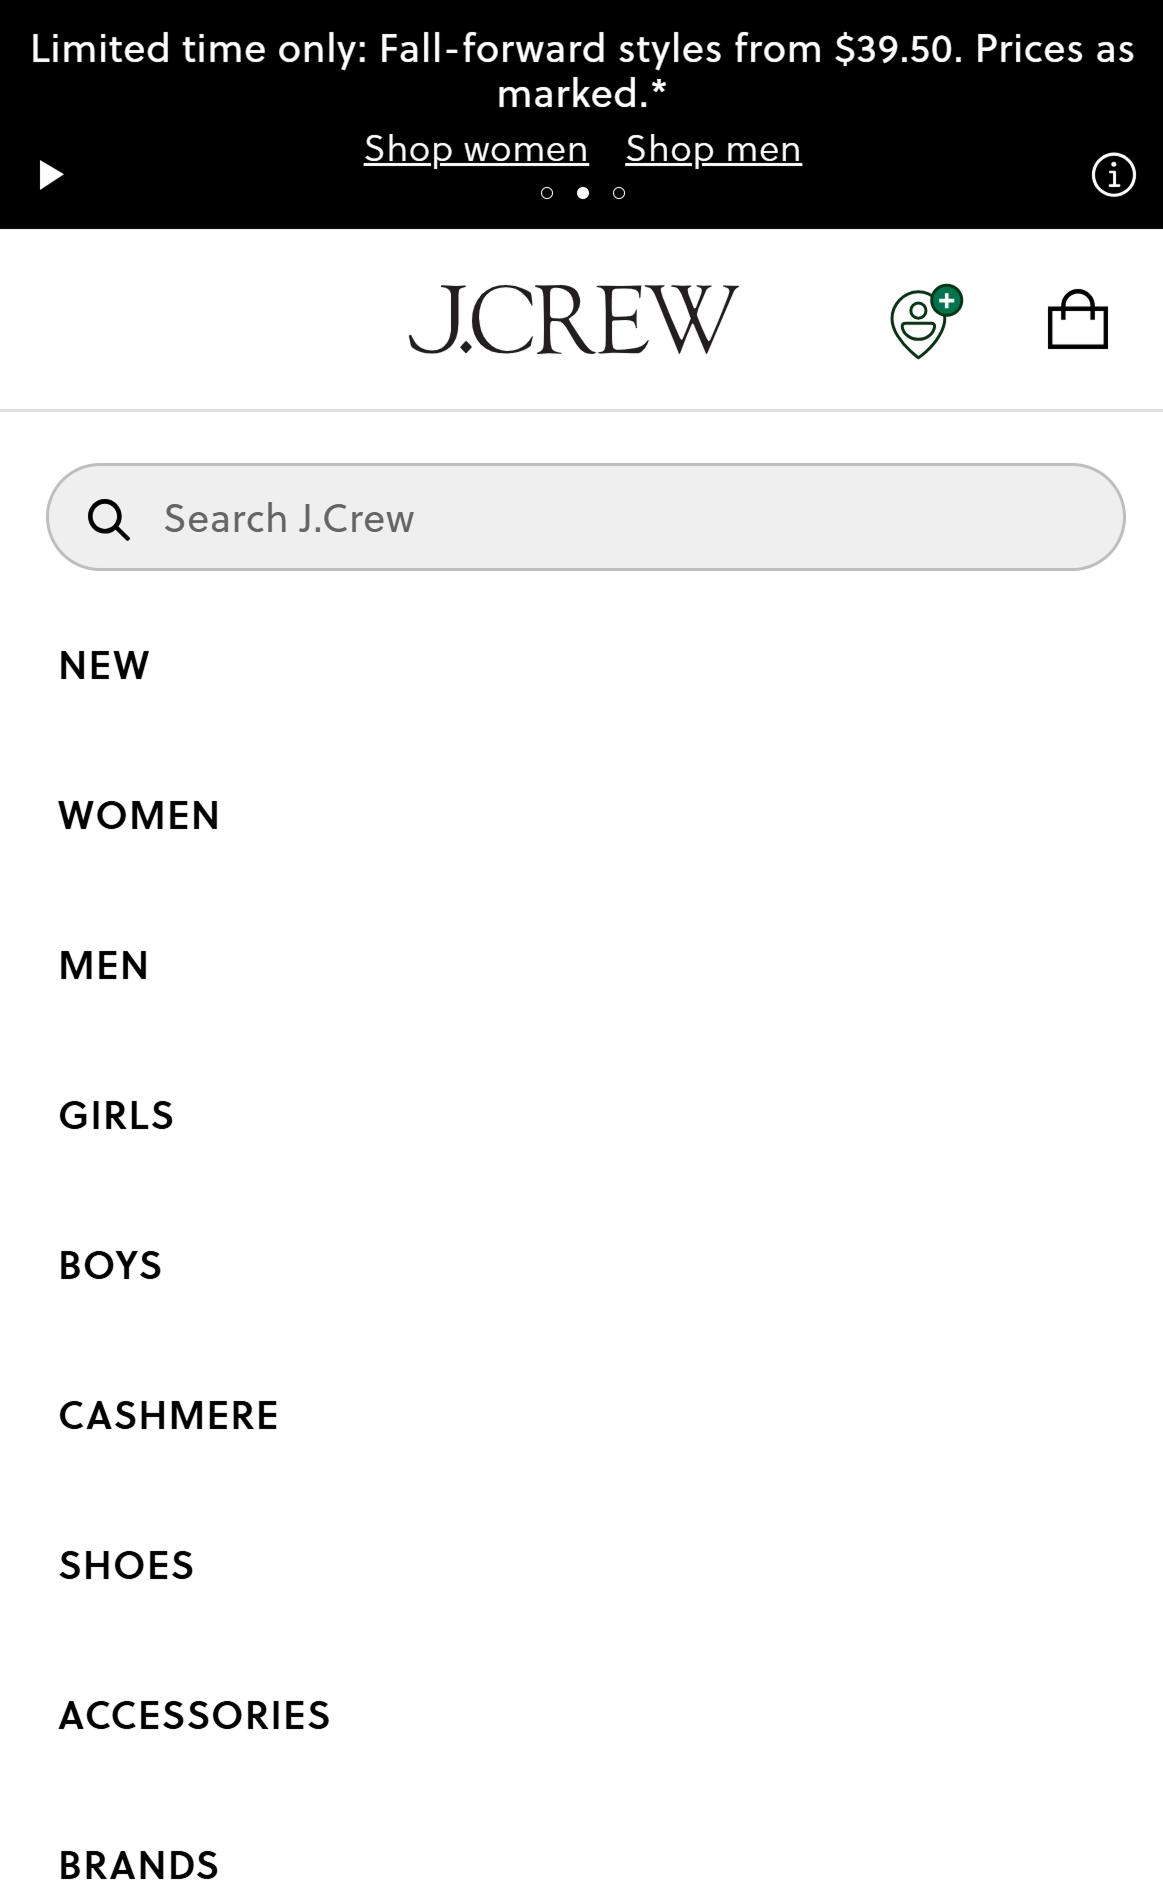 Limited time only: Fall-forward styles from $39.50. Prices as
marked.*
Shop women Shop men
J.CREW
Search J.Crew
NEW
WOMEN
MEN
GIRLS
BOYS
CASHMERE
SHOES
ACCESSORIES
BRANDS